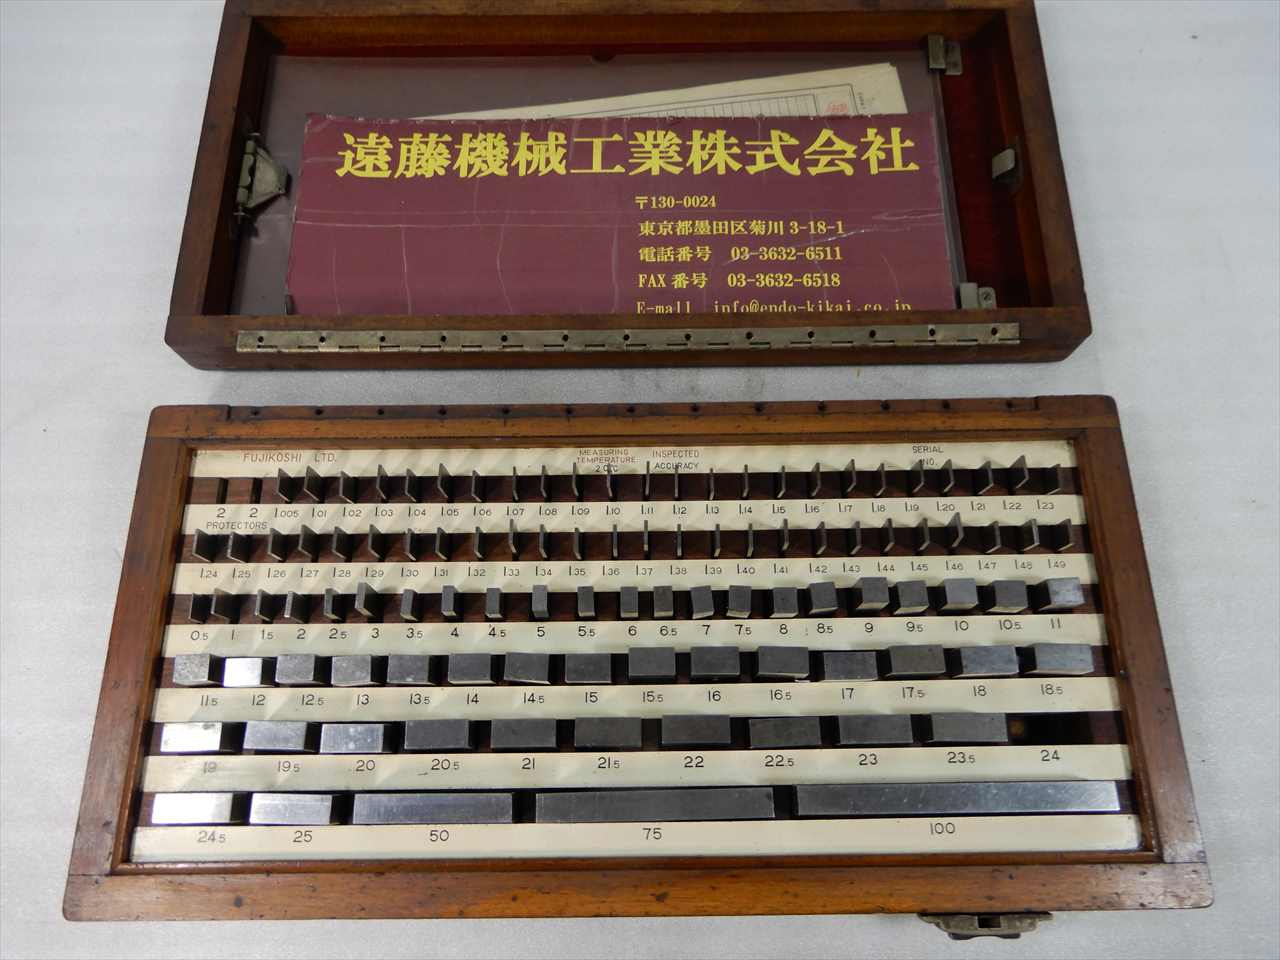 遠藤機械工業株式会社
〒130-0024
東京都墨田区菊川 3-18-1
電話番号 03-3632-6511
FAX 番号 03-3632-6518
E-mail info@endo-kikai.co.jp
FUJIKOSHI LTD. MEASURING TEMPERATURE 20°C INSPECTED ACCURACY SERIAL NO.
2 2 1.005 1.01 1.02 1.03 1.04 1.05 1.06 1.07 1.08 1.09 1.10 1.11 1.12 1.13 1.14 1.15 1.16 1.17 1.18 1.19 1.20 1.21 1.22 1.23
PROTECTORS
1.24 1.25 1.26 1.27 1.28 1.29 1.30 1.31 1.32 1.33 1.34 1.35 1.36 1.37 1.38 1.39 1.40 1.41 1.42 1.43 1.44 1.45 1.46 1.47 1.48 1.49
0.5 1 1.5 2 2.5 3 3.5 4 4.5 5 5.5 6 6.5 7 7.5 8 8.5 9 9.5 10 10.5 11
11.5 12 12.5 13 13.5 14 14.5 15 15.5 16 16.5 17 17.5 18 18.5
19 19.5 20 20.5 21 21.5 22 22.5 23 23.5 24
24.5 25 50 75 100